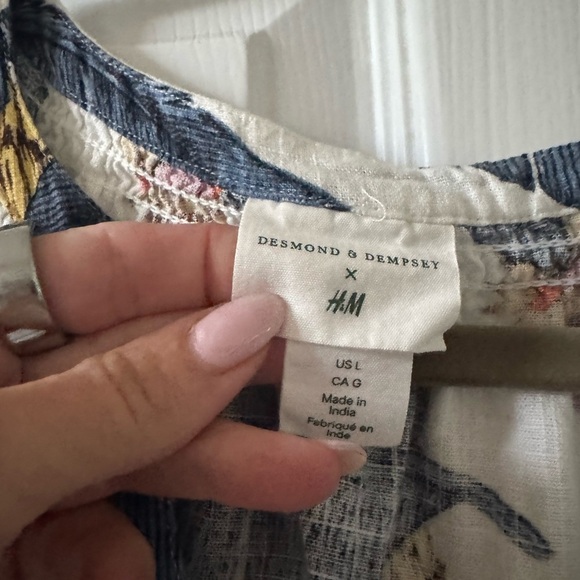 DESMOND & DEMPSEY
X
H&M
US L
CA G
Made in
India
Fabriqué en
Inde